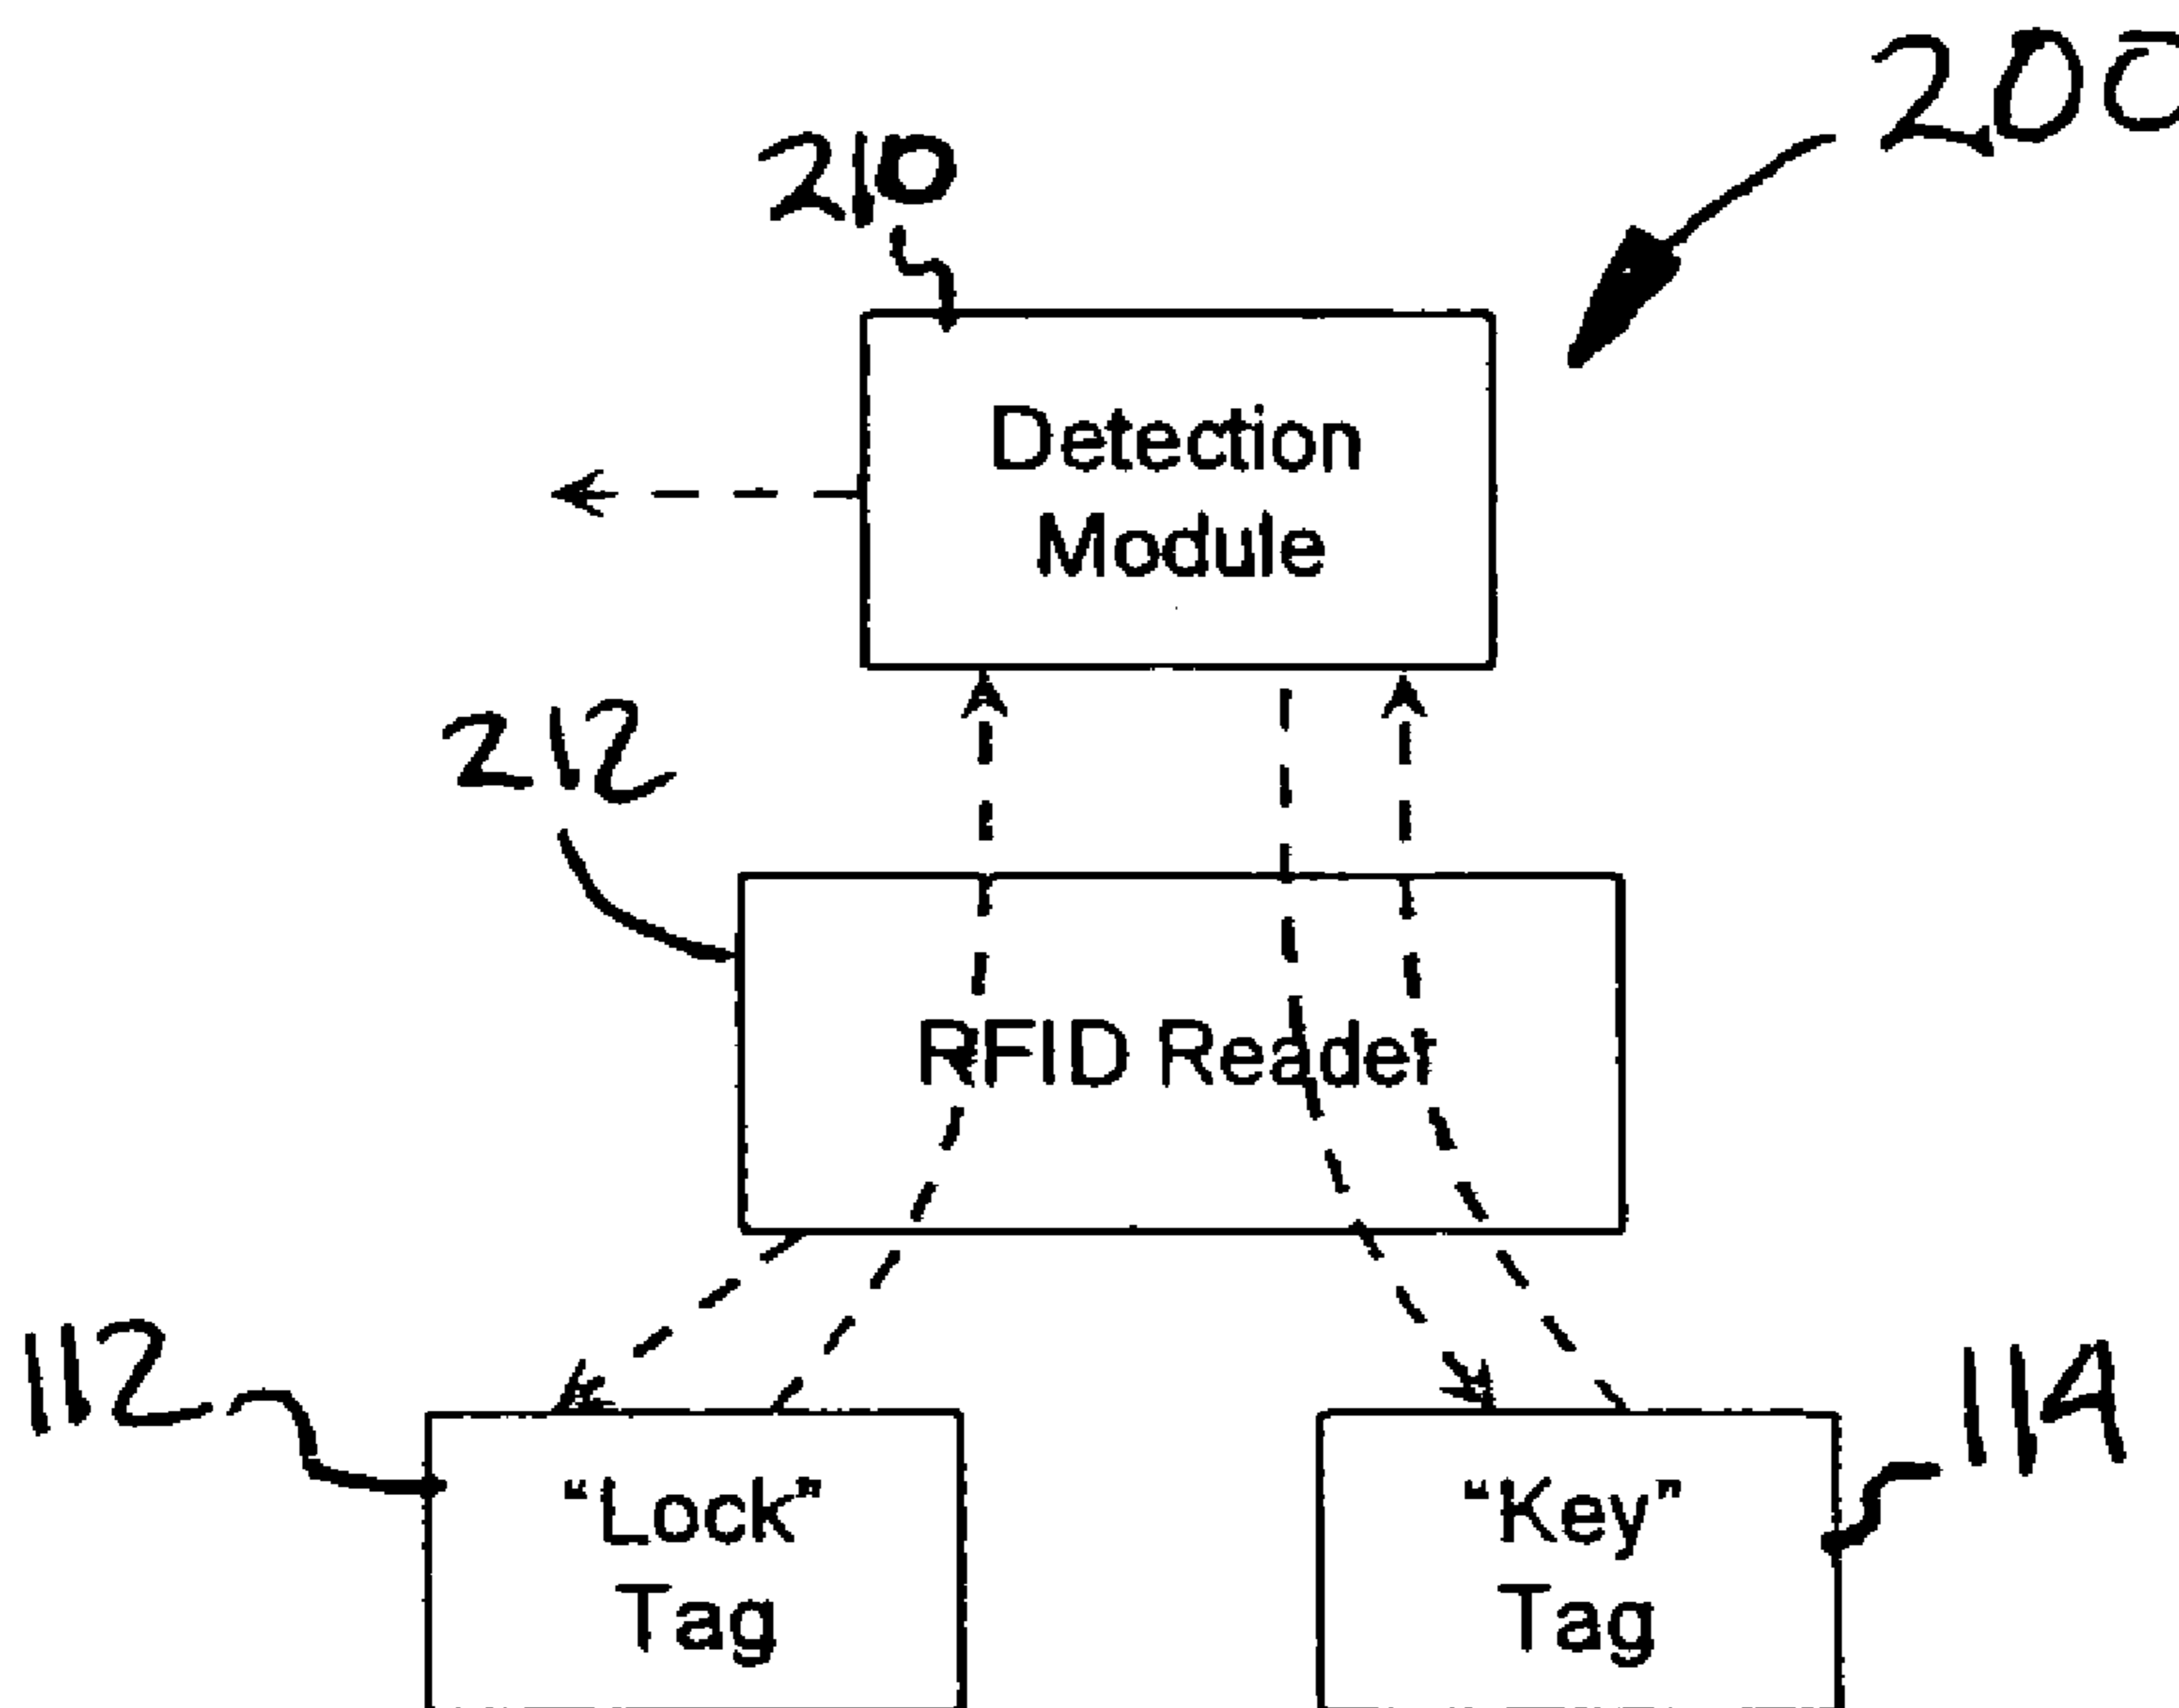 200
210
Detection
Module
212
RFID Reader
112
114
"Lock"
Tag
"Key"
Tag